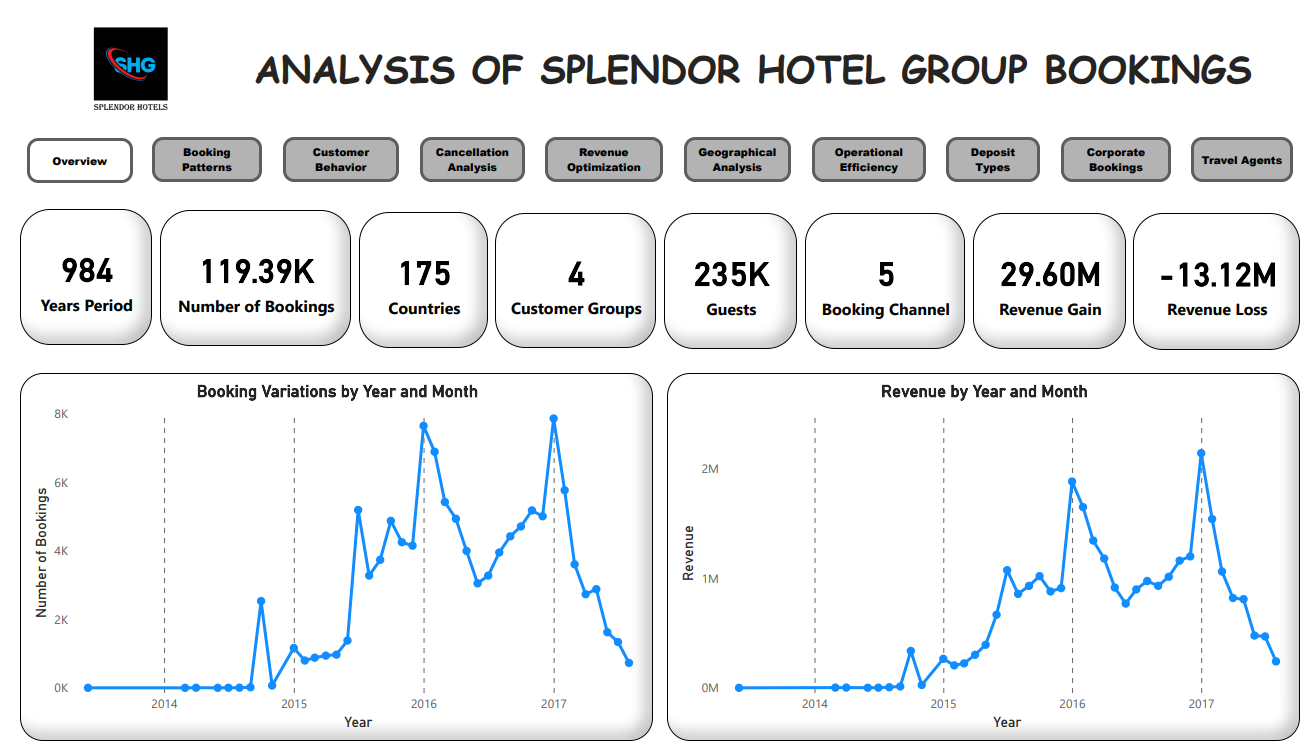 SHG
SPLENDOR HOTELS
ANALYSIS OF SPLENDOR HOTEL GROUP BOOKINGS
Overview
Booking
Patterns
Customer
Behavior
Cancellation
Analysis
Revenue
Optimization
Geographical
Analysis
Operational
Efficiency
Deposit
Types
Corporate
Bookings
Travel Agents
984
Years Period
119.39K
Number of Bookings
175
Countries
4
Customer Groups
235K
Guests
5
Booking Channel
29.60M
Revenue Gain
-13.12M
Revenue Loss
Booking Variations by Year and Month
Number of Bookings
8K
6K
4K
2K
0K
2014
2015
2016
2017
Year
Revenue by Year and Month
Revenue
2M
1M
0M
2014
2015
2016
2017
Year